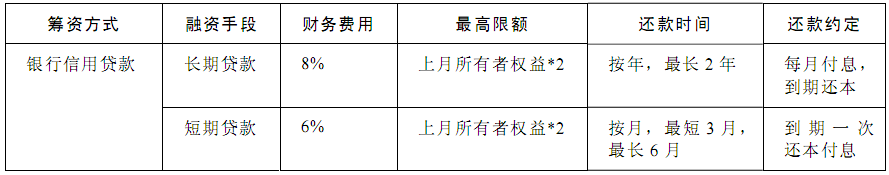 筹资方式 融资手段 财务费用 最高限额 还款时间 还款约定
银行信用贷款 长期贷款 8% 上月所有者权益*2 按年，最长 2 年 每月付息，
到期还本
短期贷款 6% 上月所有者权益*2 按月，最短 3 月， 到期一次
最长 6 月 还本付息